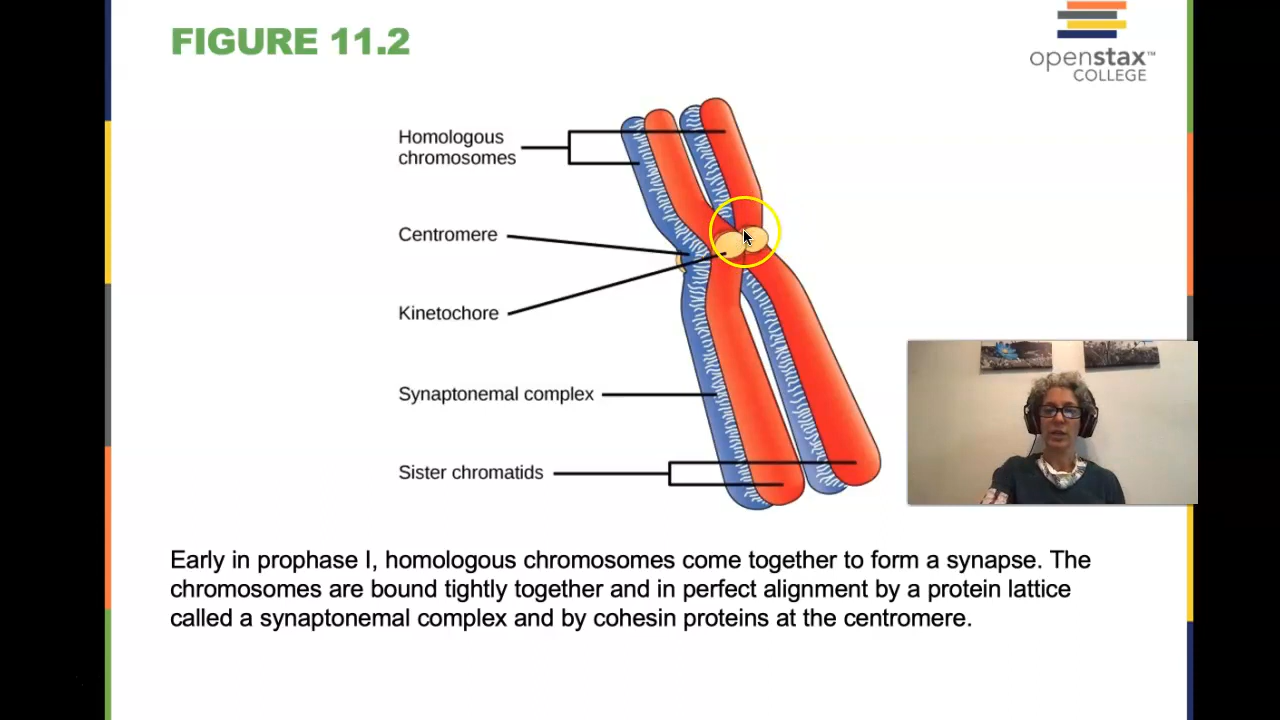 FIGURE 11.2
openstax™
COLLEGE
Homologous
chromosomes
Centromere
Kinetochore
Synaptonemal complex
Sister chromatids
Early in prophase I, homologous chromosomes come together to form a synapse. The
chromosomes are bound tightly together and in perfect alignment by a protein lattice
called a synaptonemal complex and by cohesin proteins at the centromere.